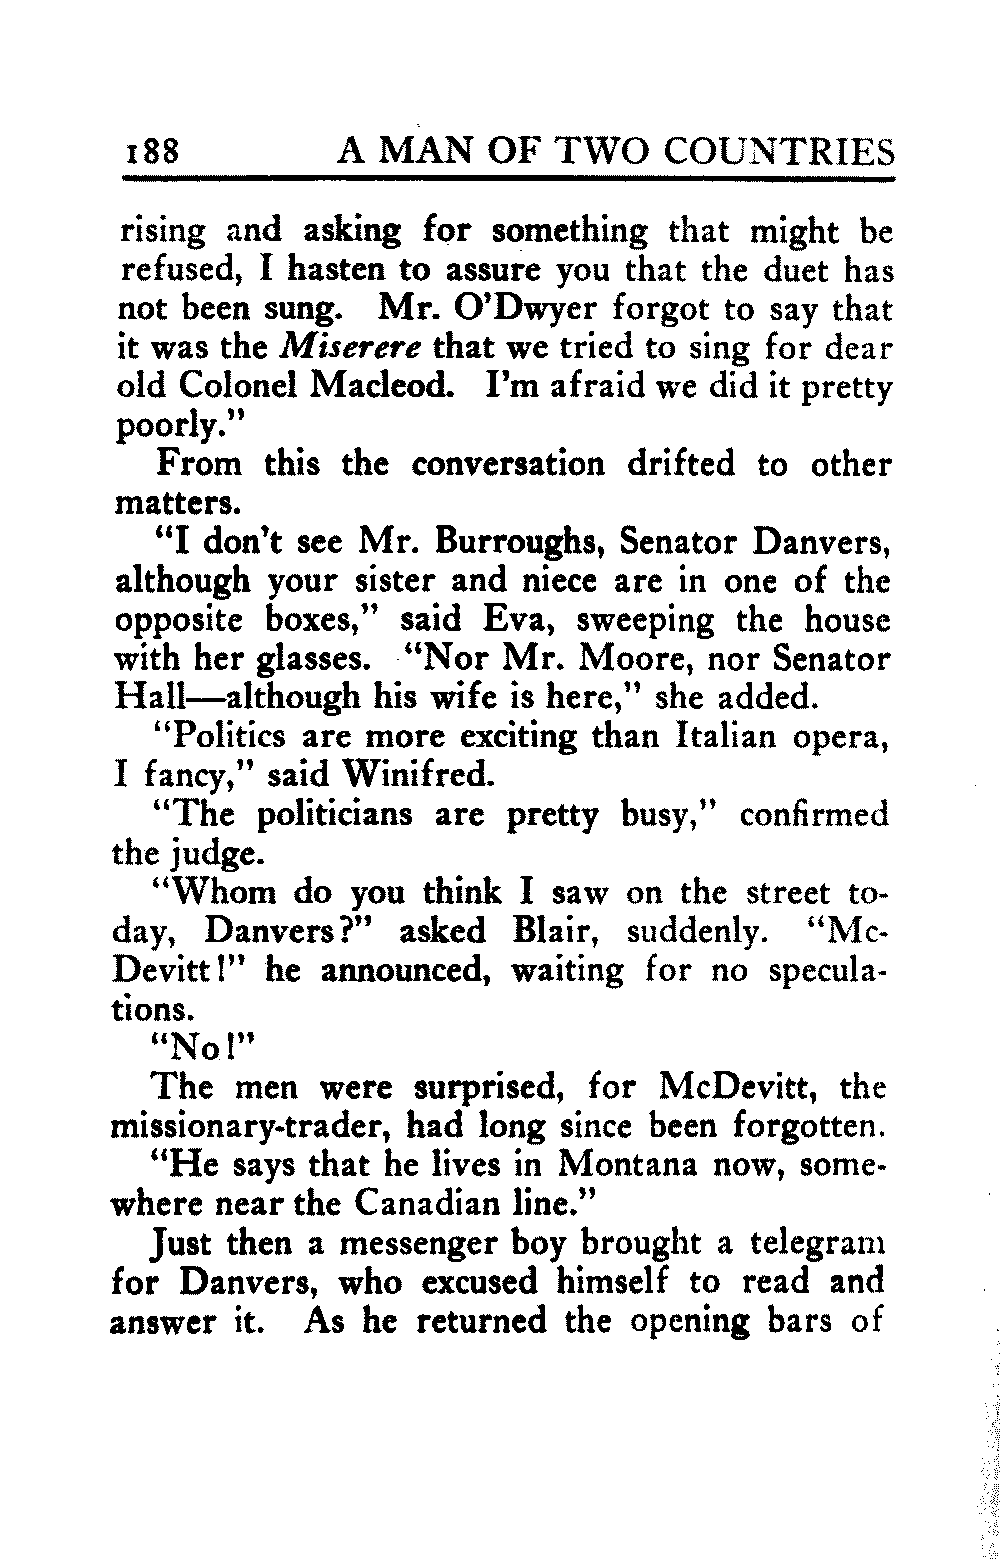 188 A MAN OF TWO COUNTRIES
rising and asking for something that might be
refused, I hasten to assure you that the duet has
not been sung. Mr. O'Dwyer forgot to say that
it was the Miserere that we tried to sing for dear
old Colonel Macleod. I'm afraid we did it pretty
poorly."
From this the conversation drifted to other
matters.
"I don't see Mr. Burroughs, Senator Danvers,
although your sister and niece are in one of the
opposite boxes," said Eva, sweeping the house
with her glasses. "Nor Mr. Moore, nor Senator
Hall—although his wife is here," she added.
"Politics are more exciting than Italian opera,
I fancy," said Winifred.
"The politicians are pretty busy," confirmed
the judge.
"Whom do you think I saw on the street to-
day, Danvers?" asked Blair, suddenly. "Mc-
Devitt!" he announced, waiting for no specula-
tions.
"No!"
The men were surprised, for McDevitt, the
missionary-trader, had long since been forgotten.
"He says that he lives in Montana now, some-
where near the Canadian line."
Just then a messenger boy brought a telegram
for Danvers, who excused himself to read and
answer it. As he returned the opening bars of